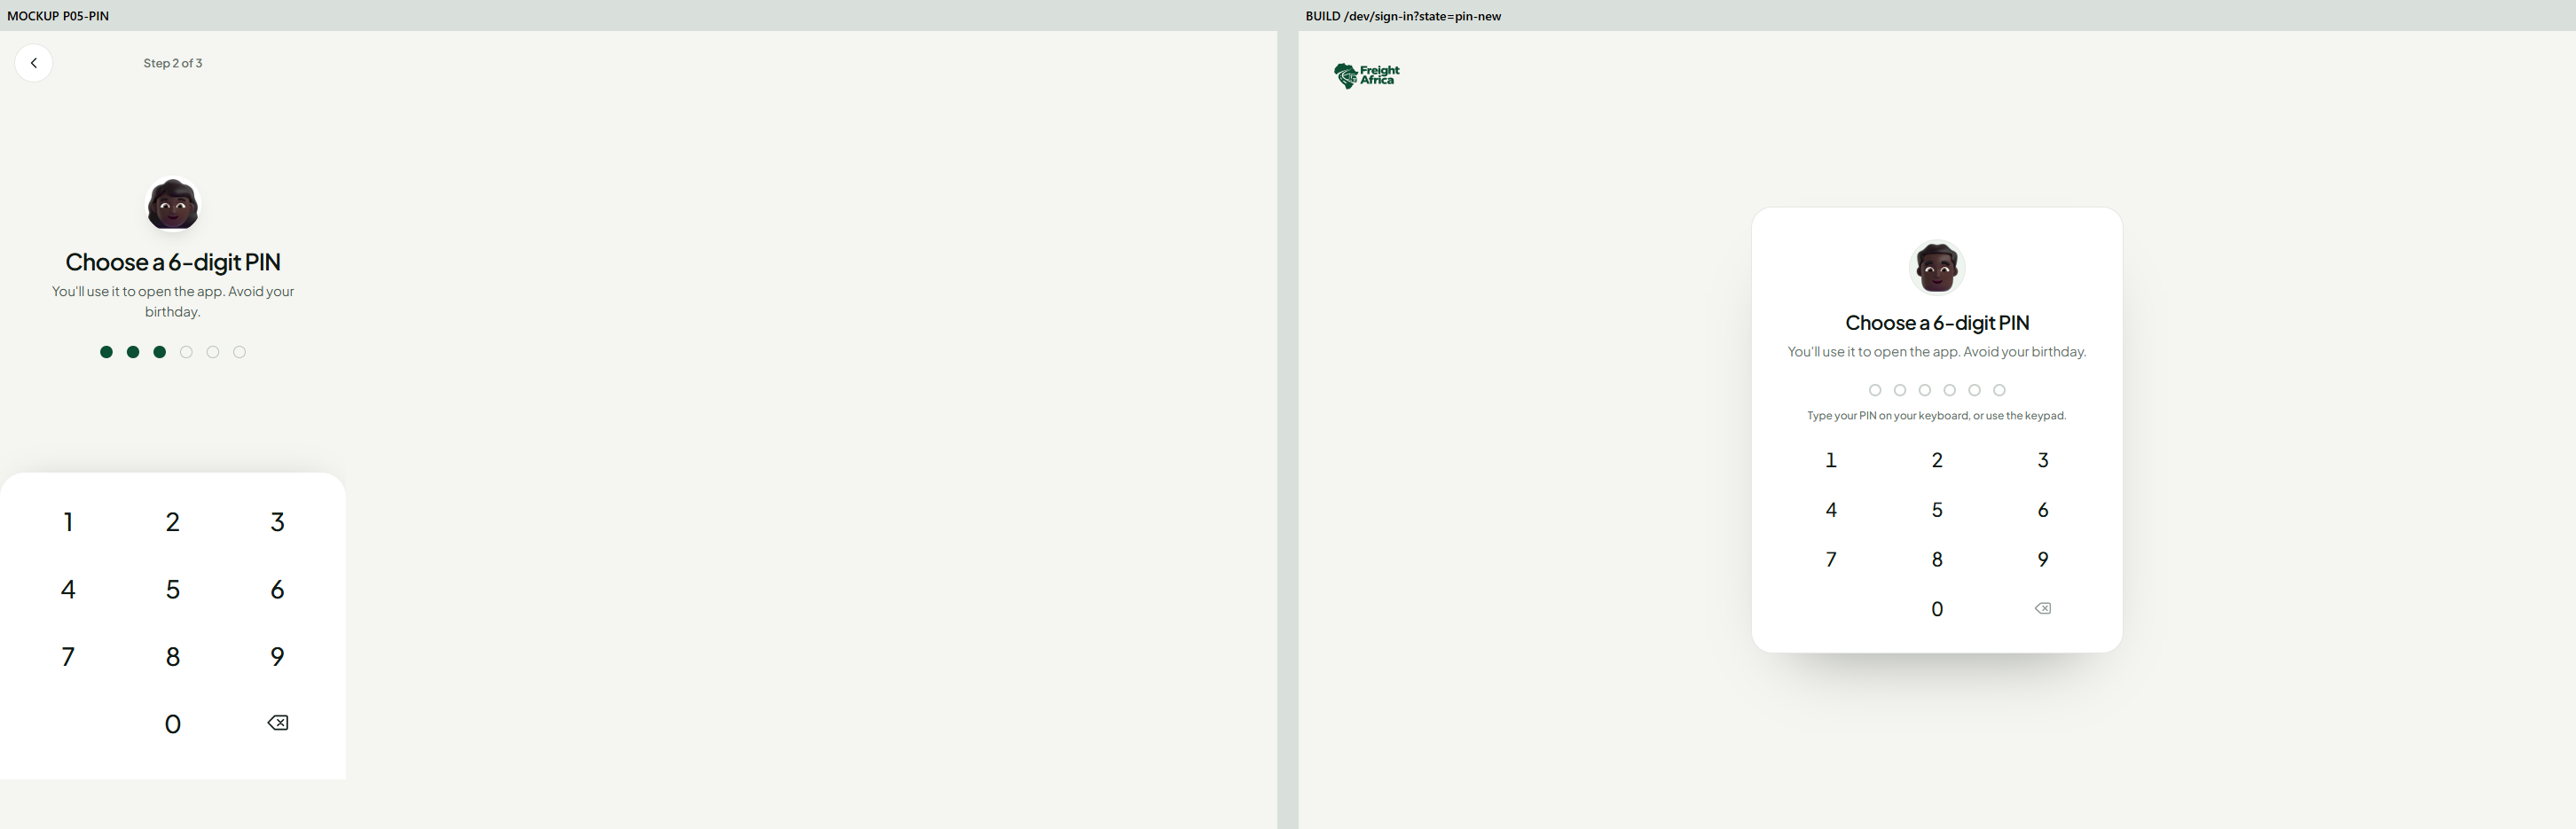 MOCKUP P05-PIN
Step 2 of 3
Choose a 6-digit PIN
You'll use it to open the app. Avoid your
birthday.
1 2 3
4 5 6
7 8 9
0
BUILD /dev/sign-in?state=pin-new
Freight
Africa
Choose a 6-digit PIN
You'll use it to open the app. Avoid your birthday.
Type your PIN on your keyboard, or use the keypad.
1 2 3
4 5 6
7 8 9
0